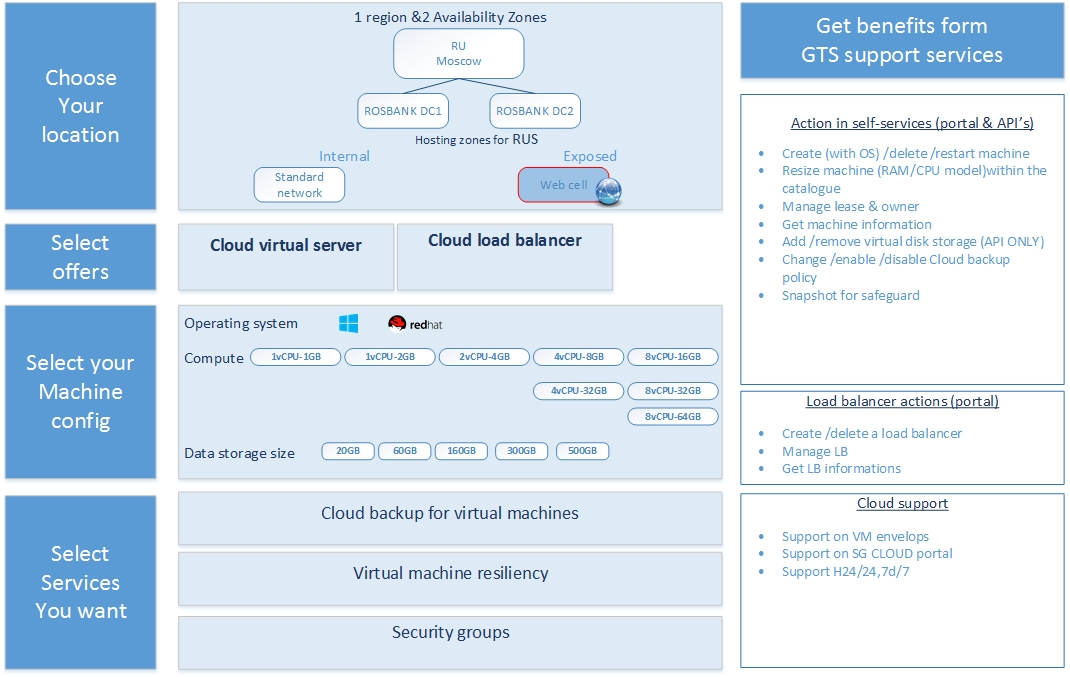 Choose
Your
location
1 region &2 Availability Zones
RU
Moscow
ROSBANK DC1
ROSBANK DC2
Hosting zones for RUS
Internal
Exposed
Standard
network
Web cell
Select
offers
Cloud virtual server
Cloud load balancer
Select your
Machine
config
Operating system
redhat
Compute
1vCPU-1GB
1vCPU-2GB
2vCPU-4GB
4vCPU-8GB
8vCPU-16GB
4vCPU-32GB
8vCPU-32GB
8vCPU-64GB
Data storage size
20GB
60GB
160GB
300GB
500GB
Select
Services
You want
Cloud backup for virtual machines
Virtual machine resiliency
Security groups
Get benefits form
GTS support services
Action in self-services (portal & API's)
• Create (with OS) /delete /restart machine
• Resize machine (RAM/CPU model)within the
catalogue
• Manage lease & owner
• Get machine information
• Add /remove virtual disk storage (API ONLY)
• Change /enable /disable Cloud backup
policy
• Snapshot for safeguard
Load balancer actions (portal)
• Create /delete a load balancer
• Manage LB
• Get LB informations
Cloud support
• Support on VM envelops
• Support on SG CLOUD portal
• Support H24/24,7d/7